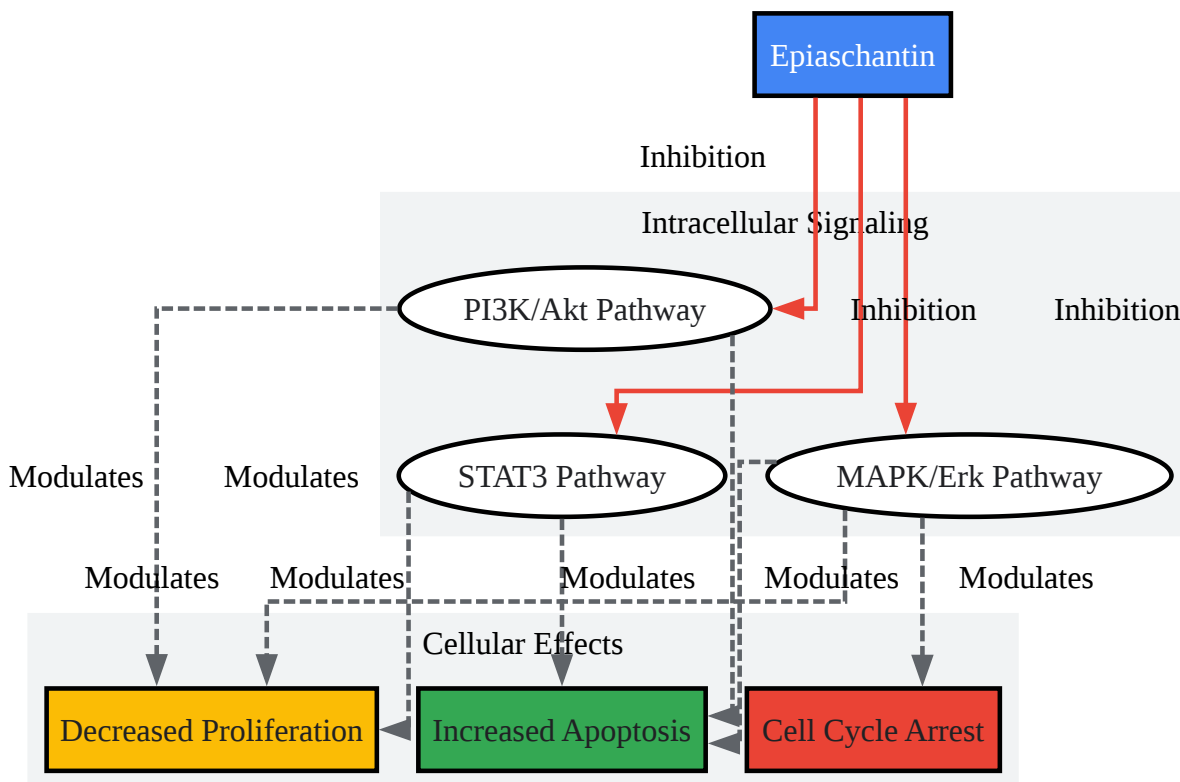 Epiaschantin
Inhibition
Intracellular Signaling
PI3K/Akt Pathway
Inhibition
Inhibition
Modulates
Modulates
STAT3 Pathway
MAPK/Erk Pathway
Modulates
Modulates
Modulates
Modulates
Modulates
Cellular Effects
Decreased Proliferation
Increased Apoptosis
Cell Cycle Arrest